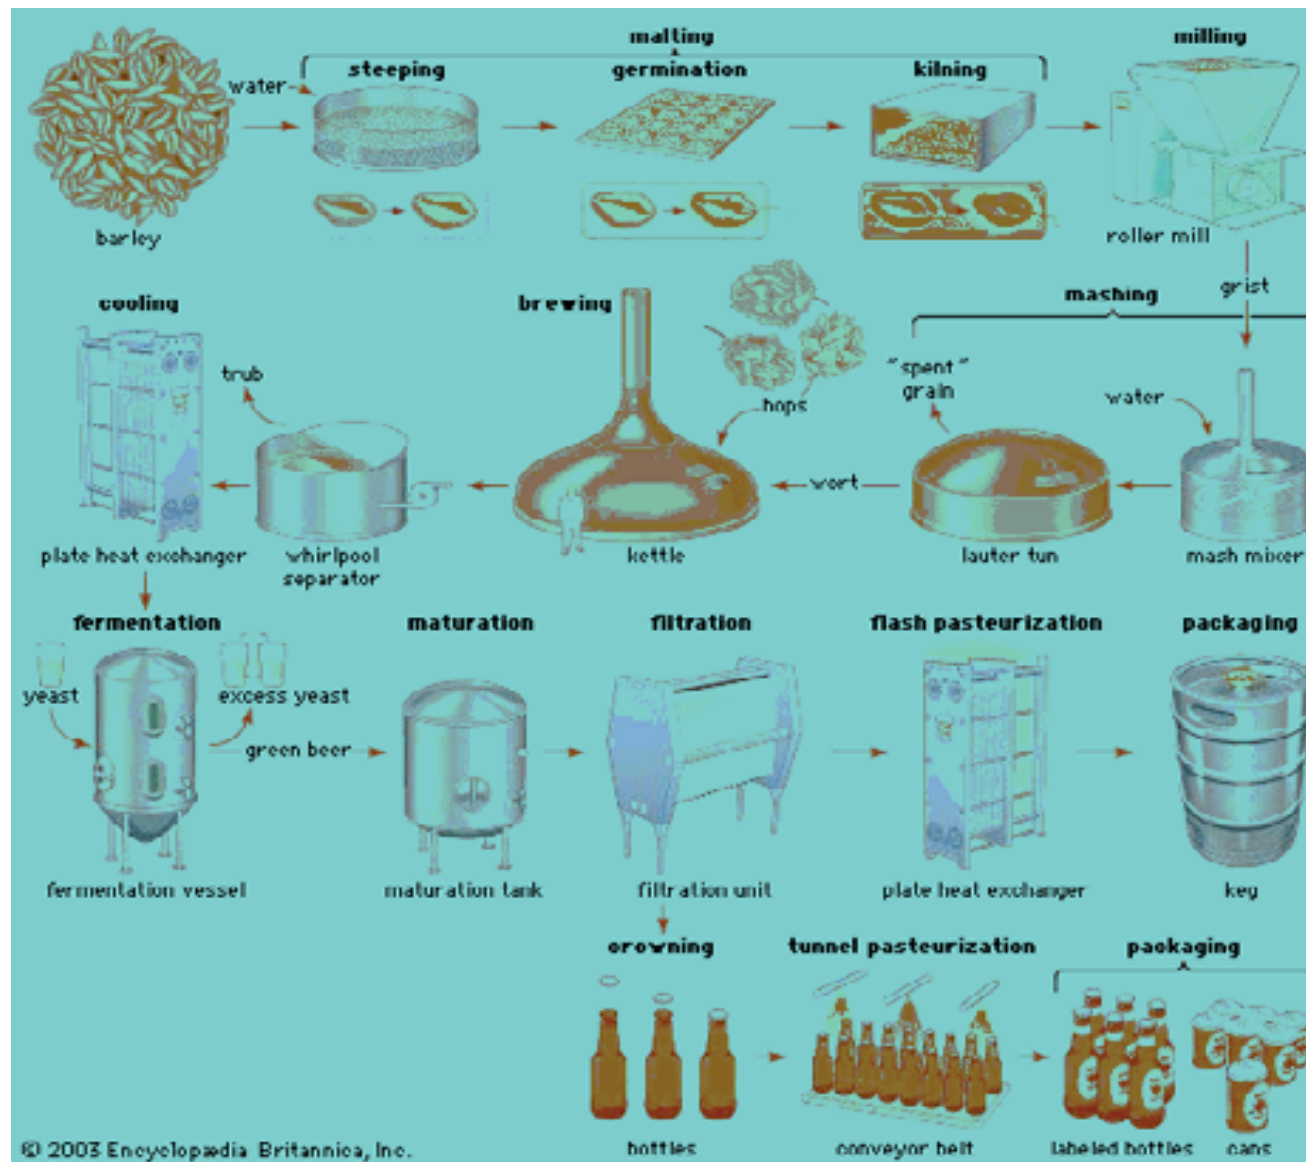 malting
milling
steeping
germination
kilning
water
barley
roller mill
grist
cooling
brewing
mashing
trub
hops
"spent"
grain
water
wort
plate heat exchanger
whirlpool
separator
kettle
lauter tun
mash mixer
fermentation
maturation
filtration
flash pasteurization
packaging
yeast
excess yeast
green beer
fermentation vessel
maturation tank
filtration unit
plate heat exchanger
keg
crowning
tunnel pasteurization
packaging
bottles
conveyor belt
labeled bottles
cans
© 2003 Encyclopædia Britannica, Inc.